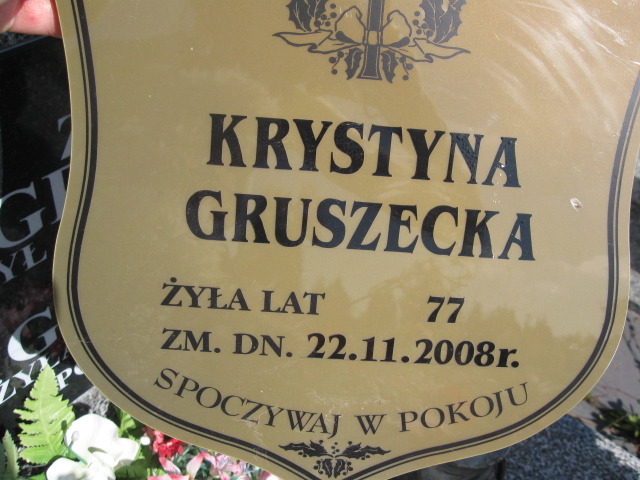 KRYSTYNA
GRUSZECKA
ŻYŁA LAT 77
ZM. DN. 22.11.2008r.
SPOCZYWAJ W POKOJU